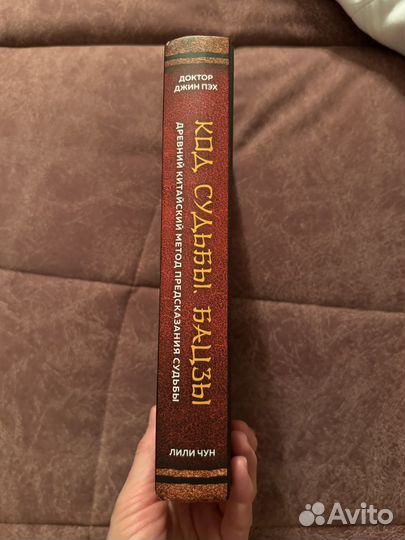 ДОКТОР
ДЖИН ПЭХ
КОД СУДЬБЫ. БАЦЗЫ
ДРЕВНИЙ КИТАЙСКИЙ МЕТОД ПРЕДСКАЗАНИЯ СУДЬБЫ
ЛИЛИ ЧУН
Avito